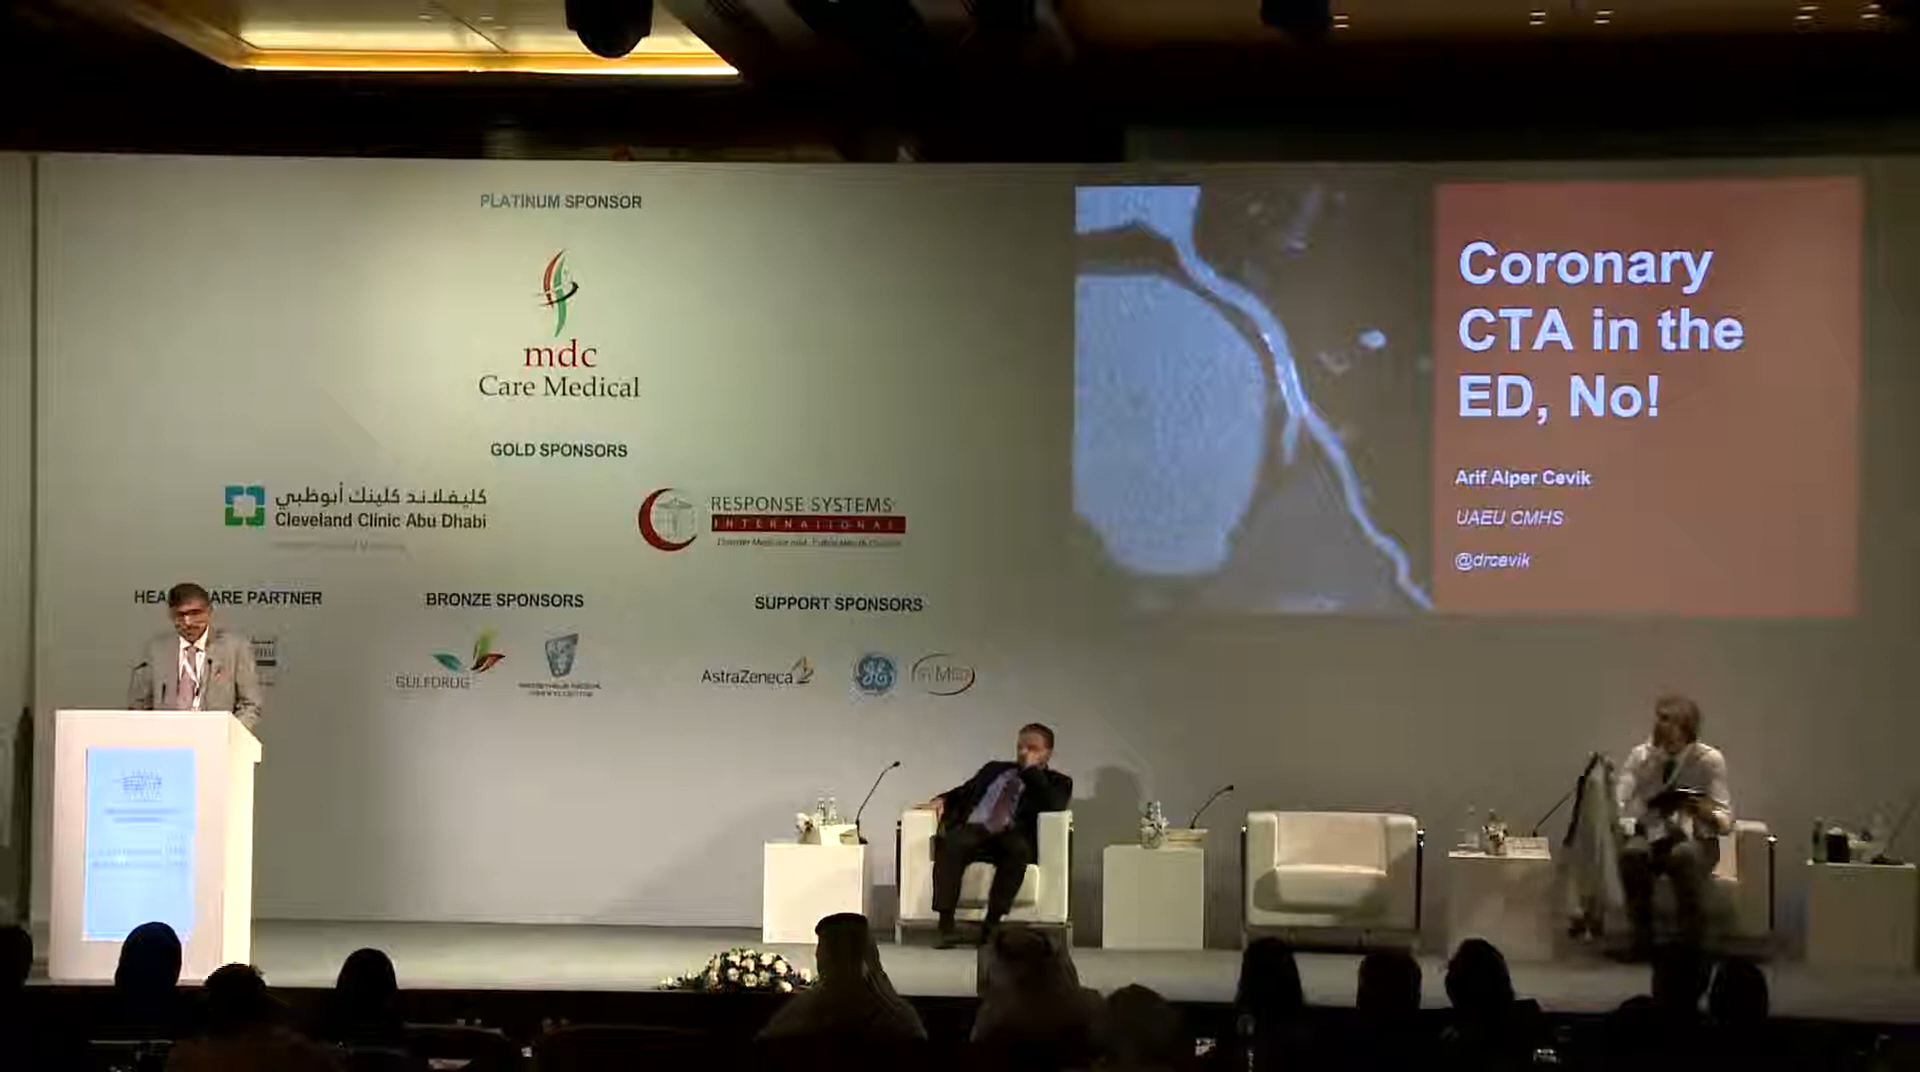 PLATINUM SPONSOR
mdc
Care Medical
GOLD SPONSORS
كليفلاند كلينك أبوظبي
Cleveland Clinic Abu Dhabi
RESPONSE SYSTEMS
INTERNATIONAL
ARE PARTNER
BRONZE SPONSORS
SUPPORT SPONSORS
GULFDRUG
AstraZeneca
Coronary
CTA in the
ED, No!
Arif Alper Cevik
UAEU CMHS
@drcevik